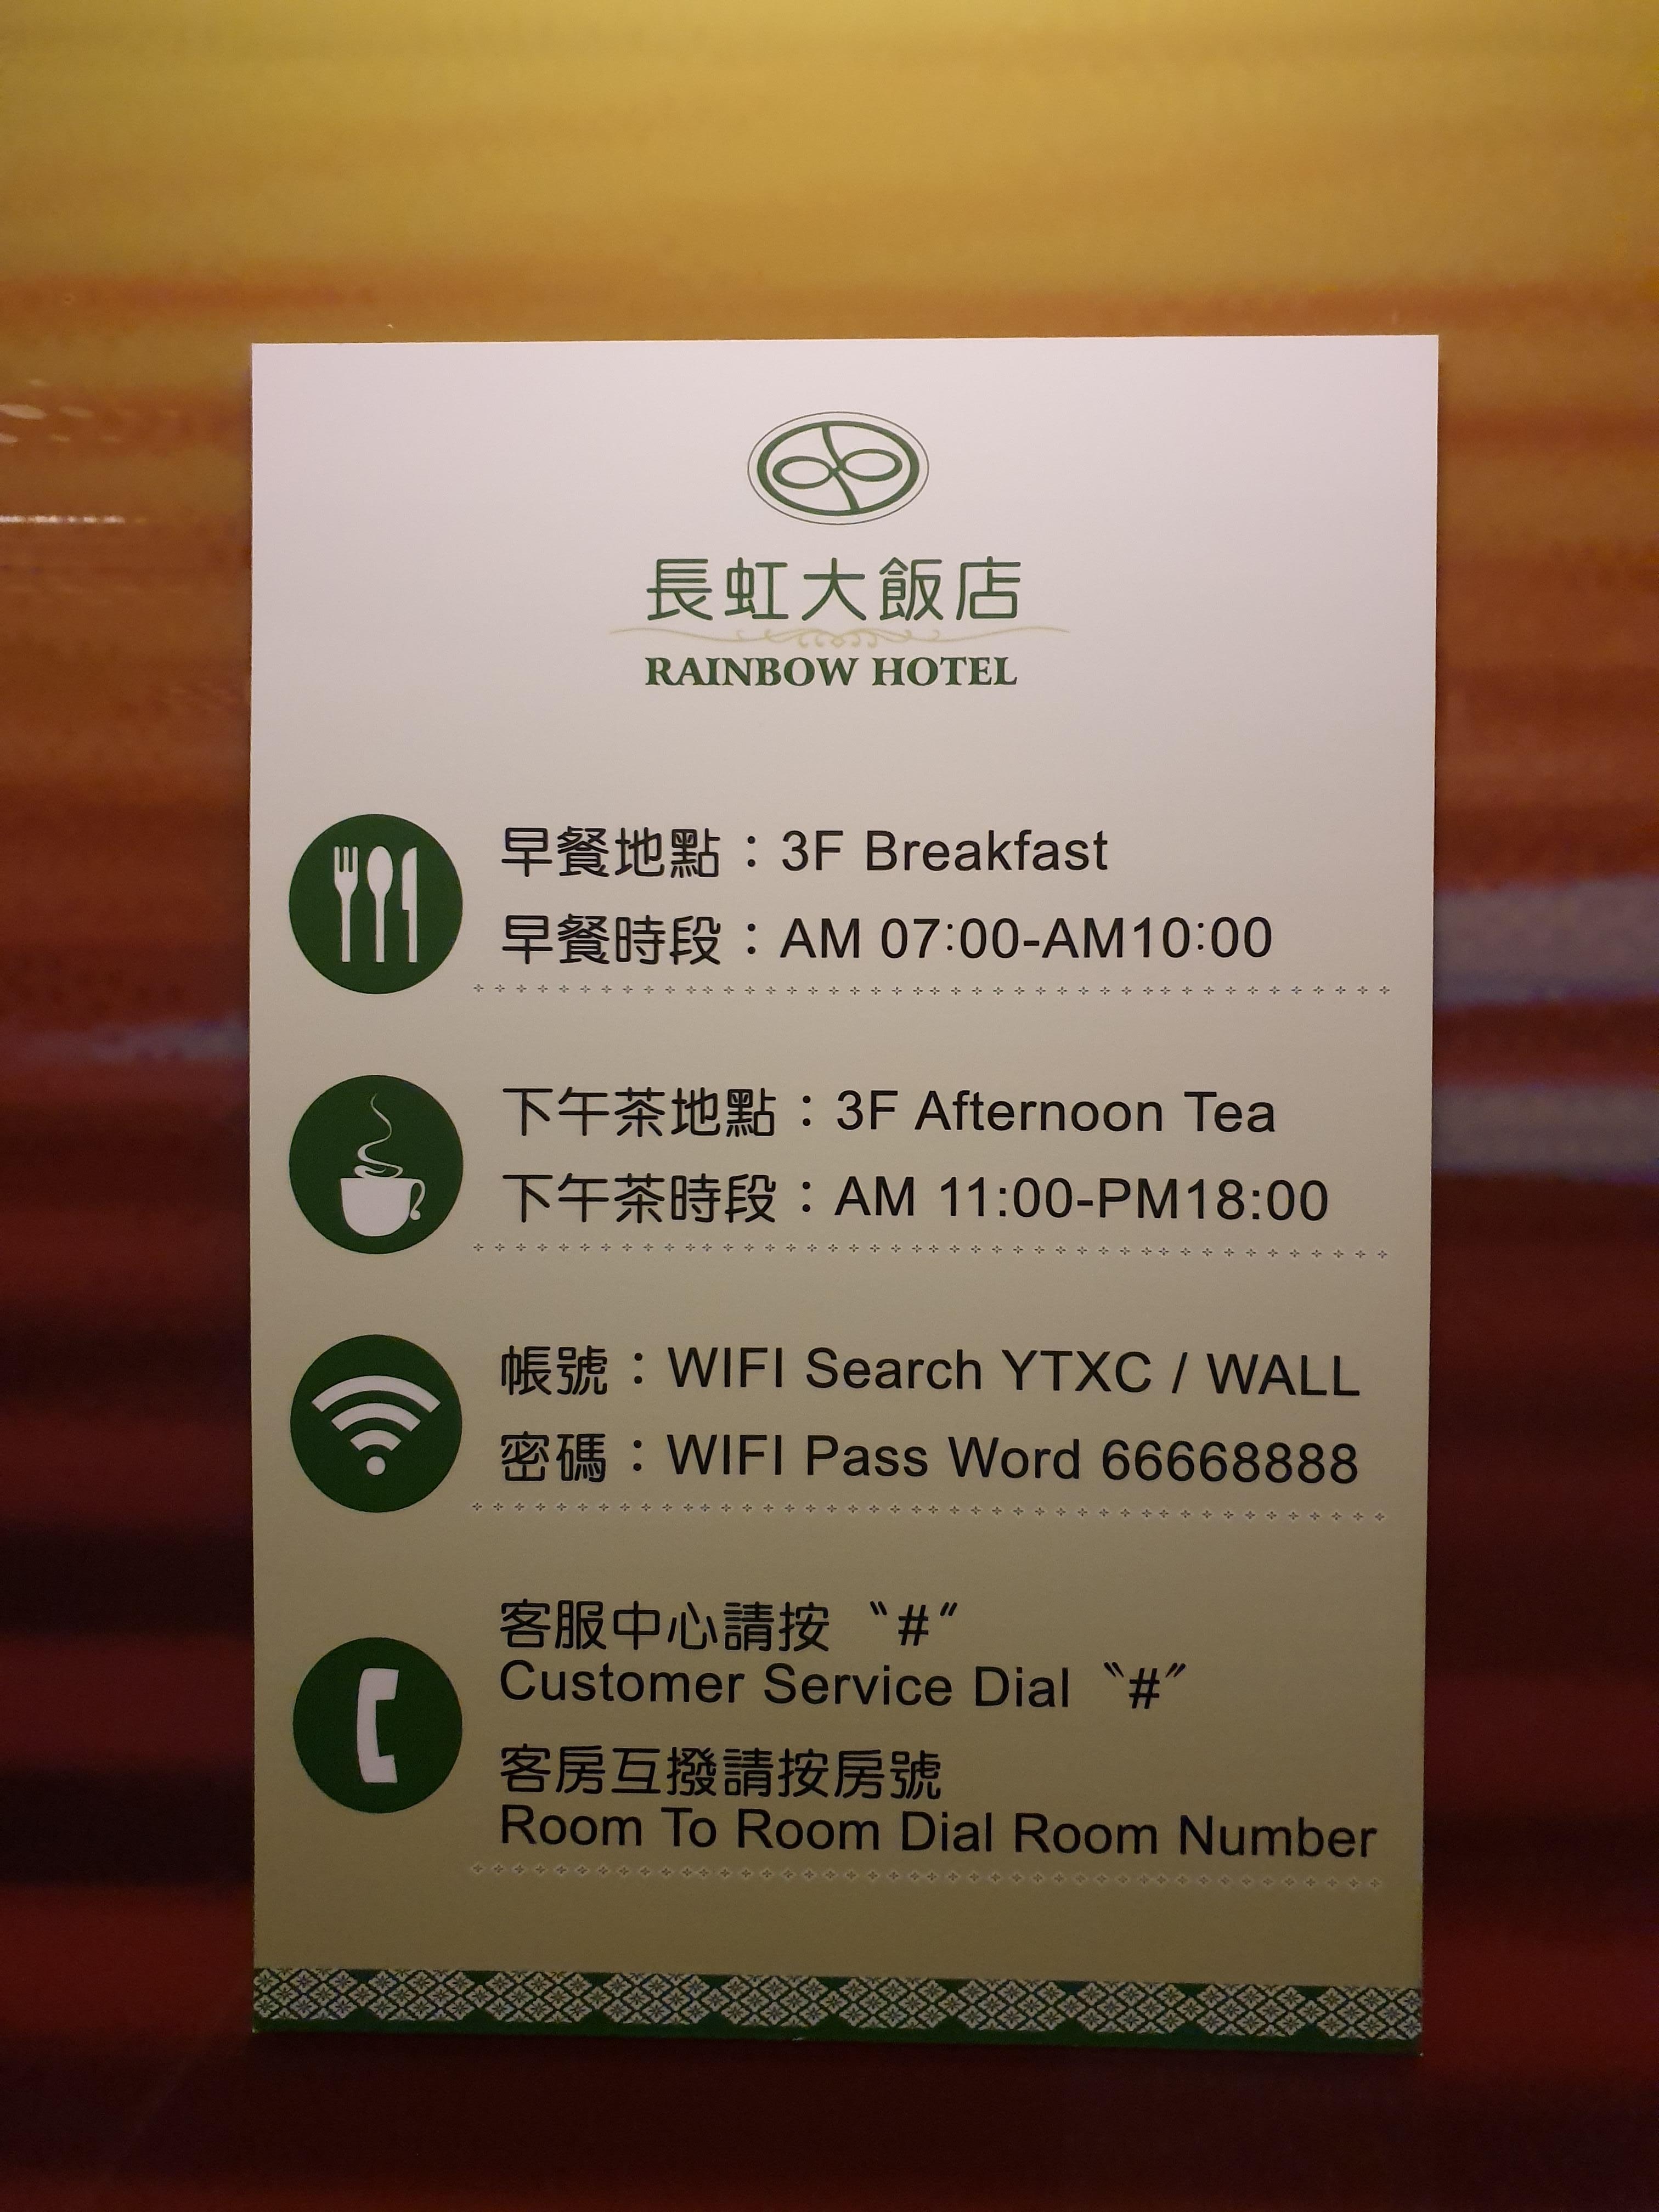 長虹大飯店
RAINBOW HOTEL
早餐地點：3F Breakfast
早餐時段：AM 07:00-AM10:00
下午茶地點：3F Afternoon Tea
下午茶時段：AM 11:00-PM18:00
帳號：WIFI Search YTXC / WALL
密碼：WIFI Pass Word 66668888
客服中心請按〝#〞
Customer Service Dial〝#〞
客房互撥請按房號
Room To Room Dial Room Number